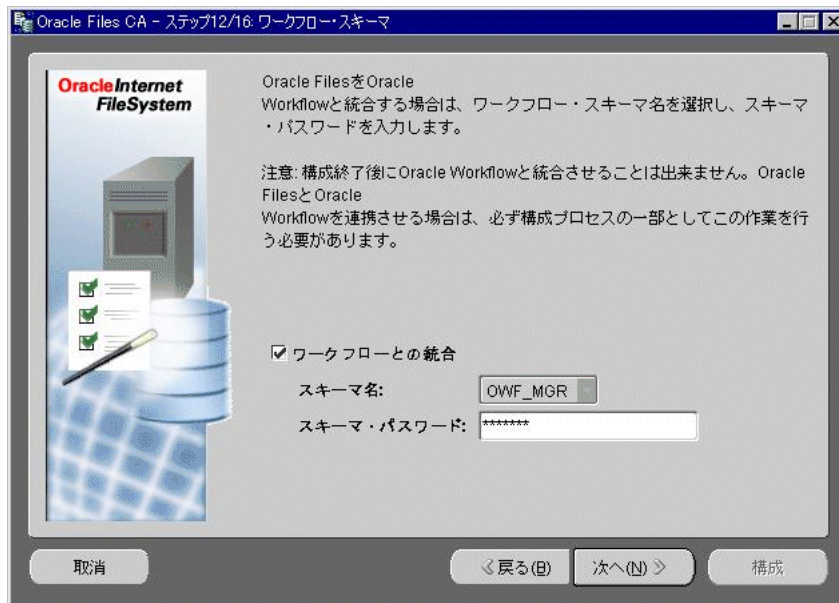 Oracle Files CA - ステップ12/16: ワークフロー・スキーマ
OracleInternet
FileSystem
Oracle FilesをOracle
Workflowと統合する場合は、ワークフロー・スキーマ名を選択し、スキーマ
・パスワードを入力します。
注意: 構成終了後にOracle Workflowと統合させることは出来ません。Oracle
FilesとOracle
Workflowを連携させる場合は、必ず構成プロセスの一部としてこの作業を行
う必要があります。
ワークフローとの統合
スキーマ名: OWF_MGR
スキーマ・パスワード: *******
取消
戻る(B)
次へ(N)
構成